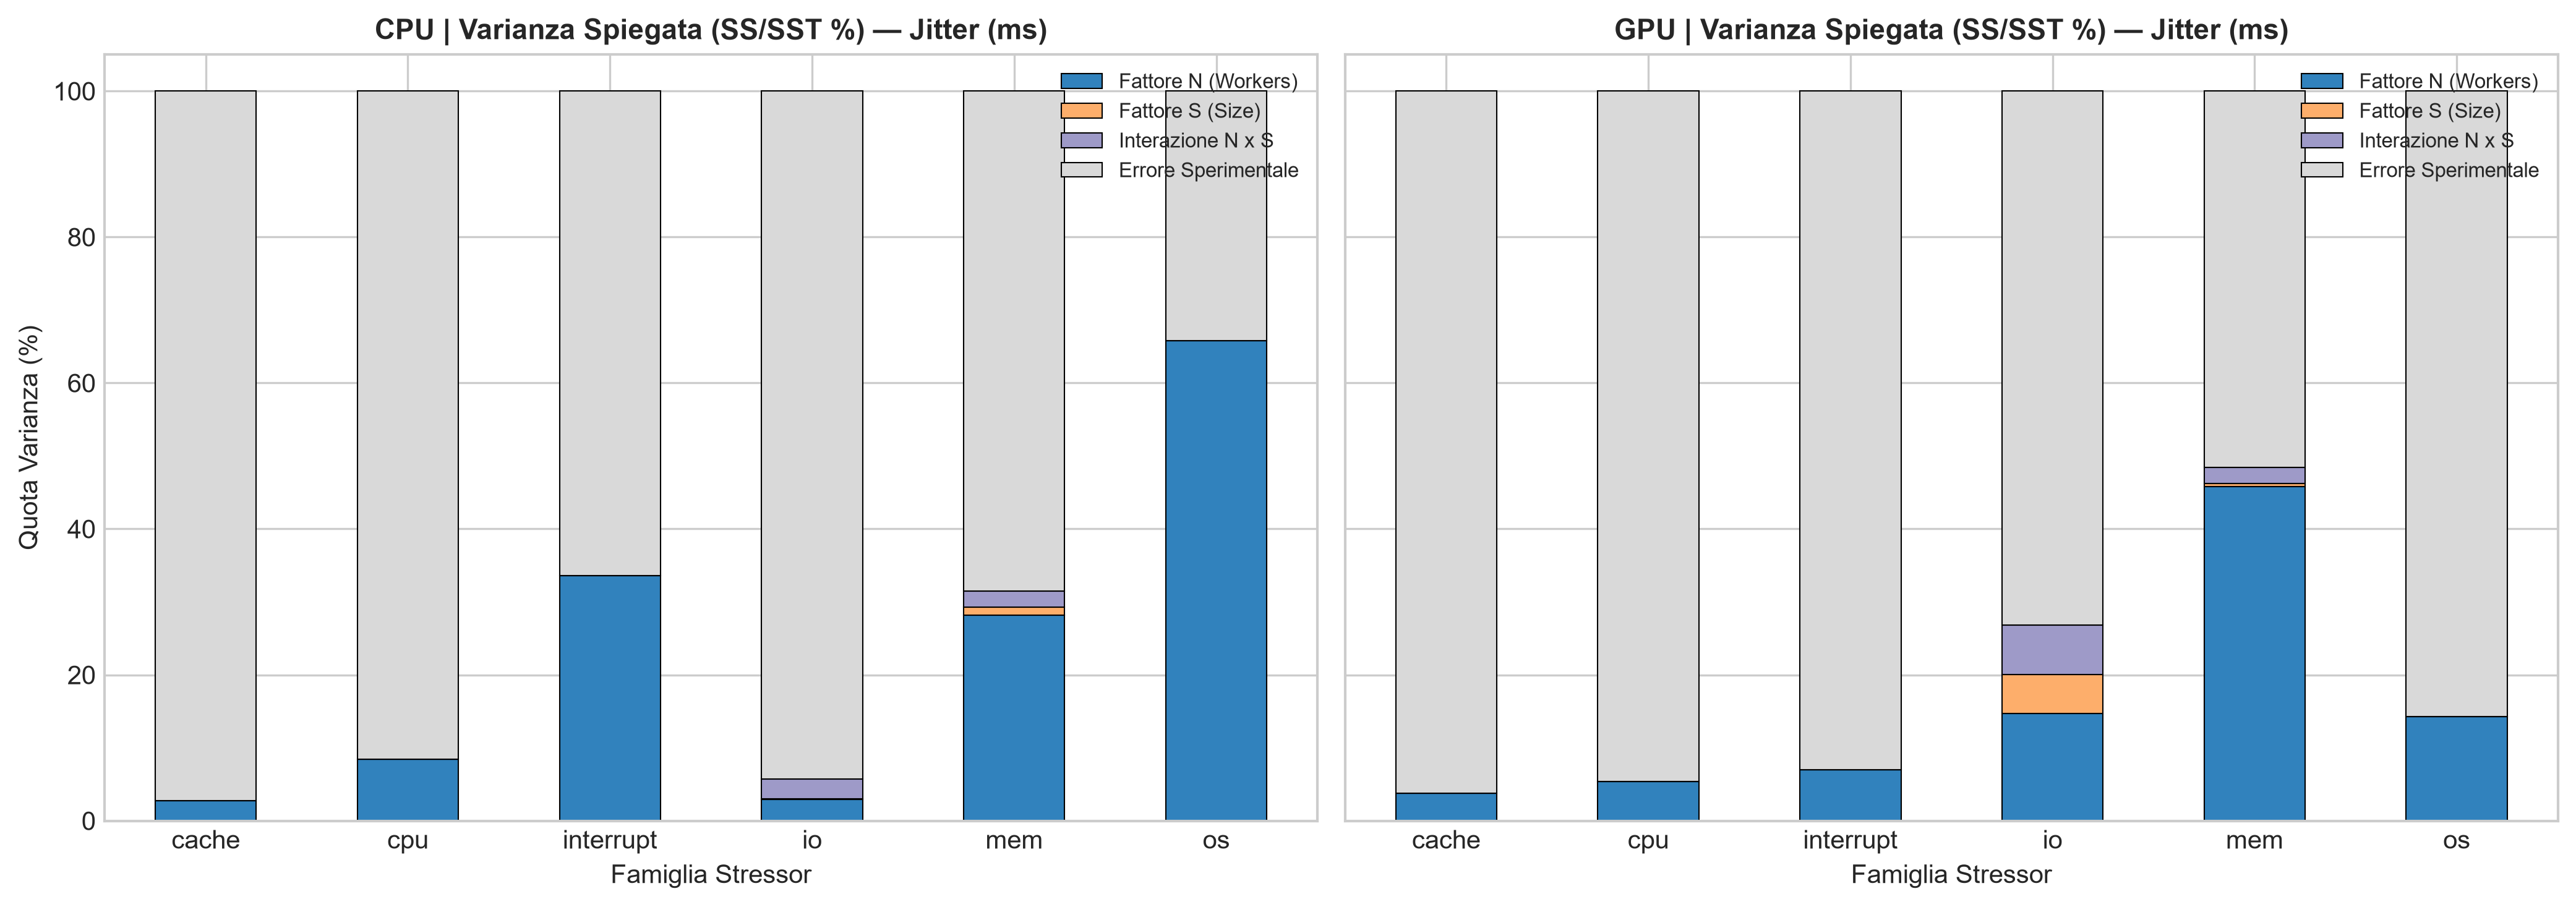 CPU | Varianza Spiegata (SS/SST %) — Jitter (ms)
Quota Varianza (%)
100
80
60
40
20
0
Fattore N (Workers)
Fattore S (Size)
Interazione N x S
Errore Sperimentale
cache cpu interrupt io mem os
Famiglia Stressor
GPU | Varianza Spiegata (SS/SST %) — Jitter (ms)
Fattore N (Workers)
Fattore S (Size)
Interazione N x S
Errore Sperimentale
cache cpu interrupt io mem os
Famiglia Stressor